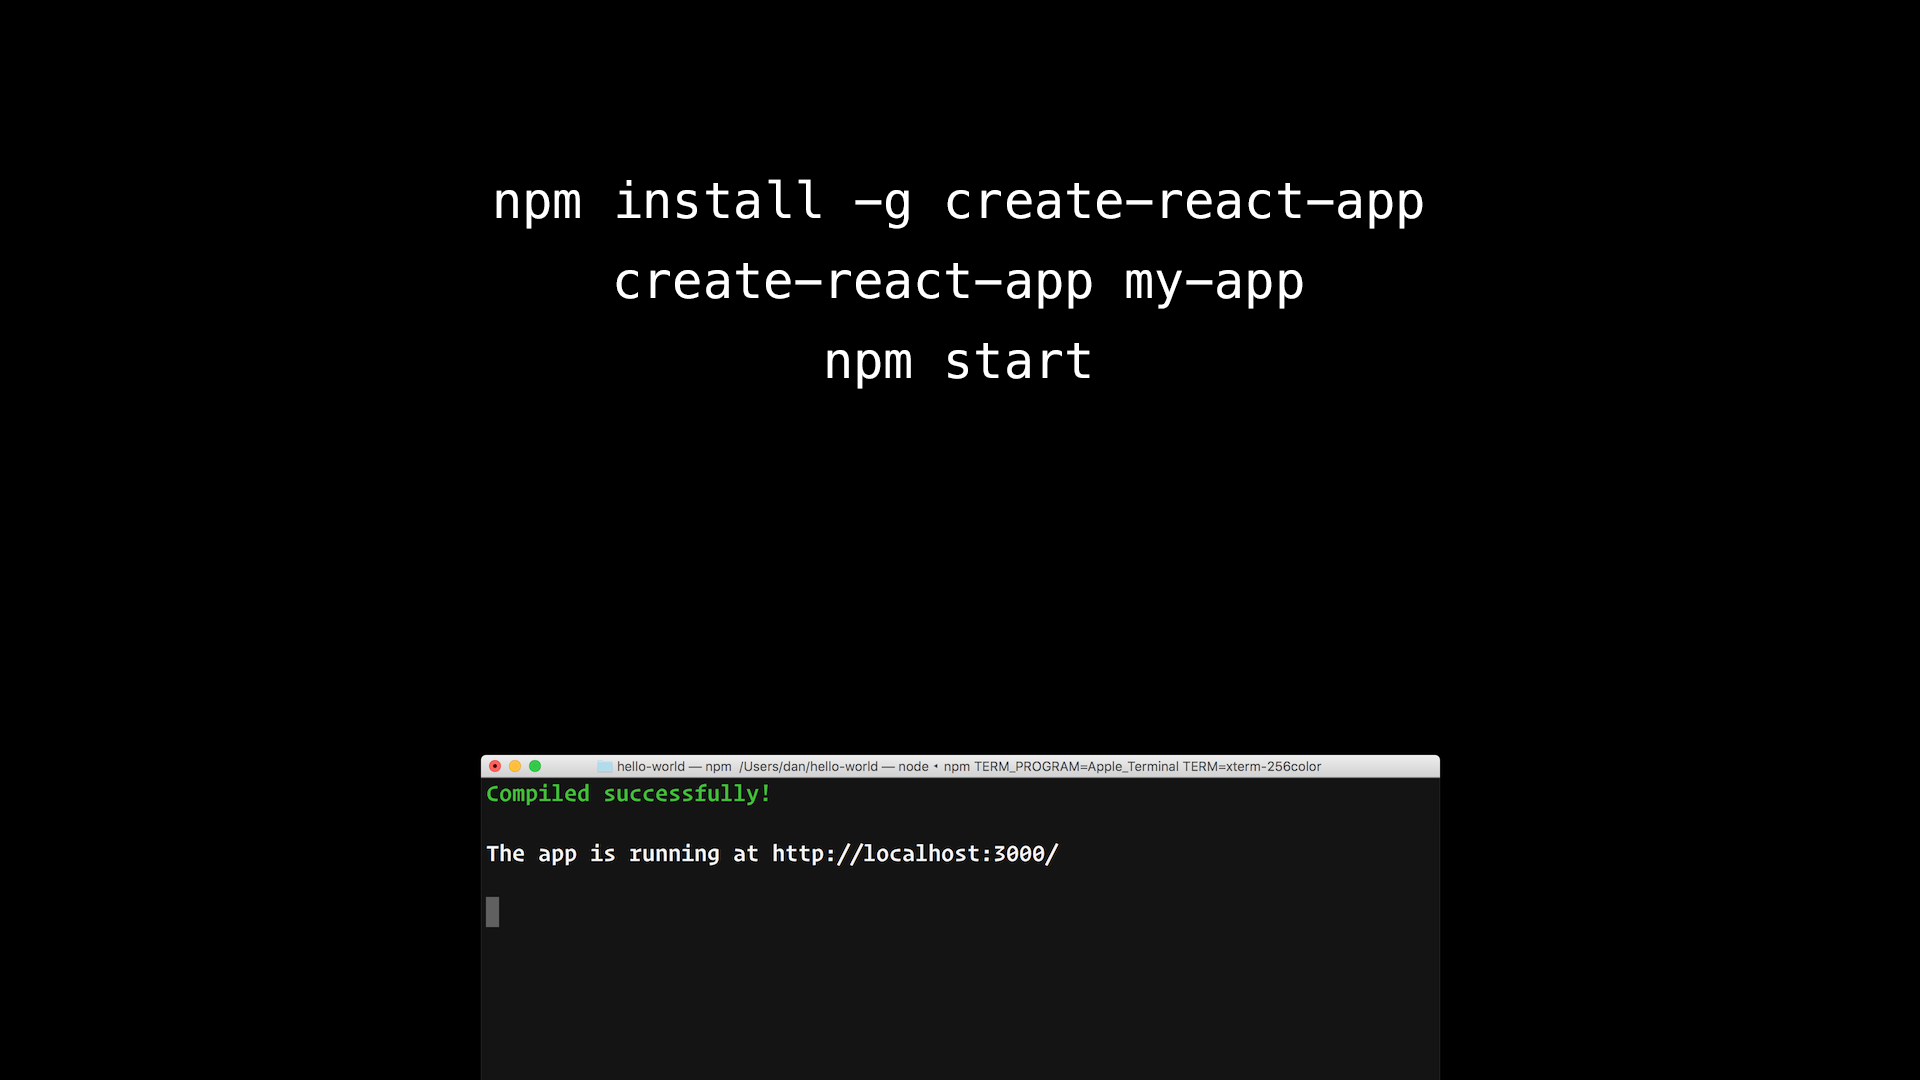 npm install -g create-react-app
create-react-app my-app
npm start
hello-world — npm /Users/dan/hello-world — node ◂ npm TERM_PROGRAM=Apple_Terminal TERM=xterm-256color
Compiled successfully!
The app is running at http://localhost:3000/